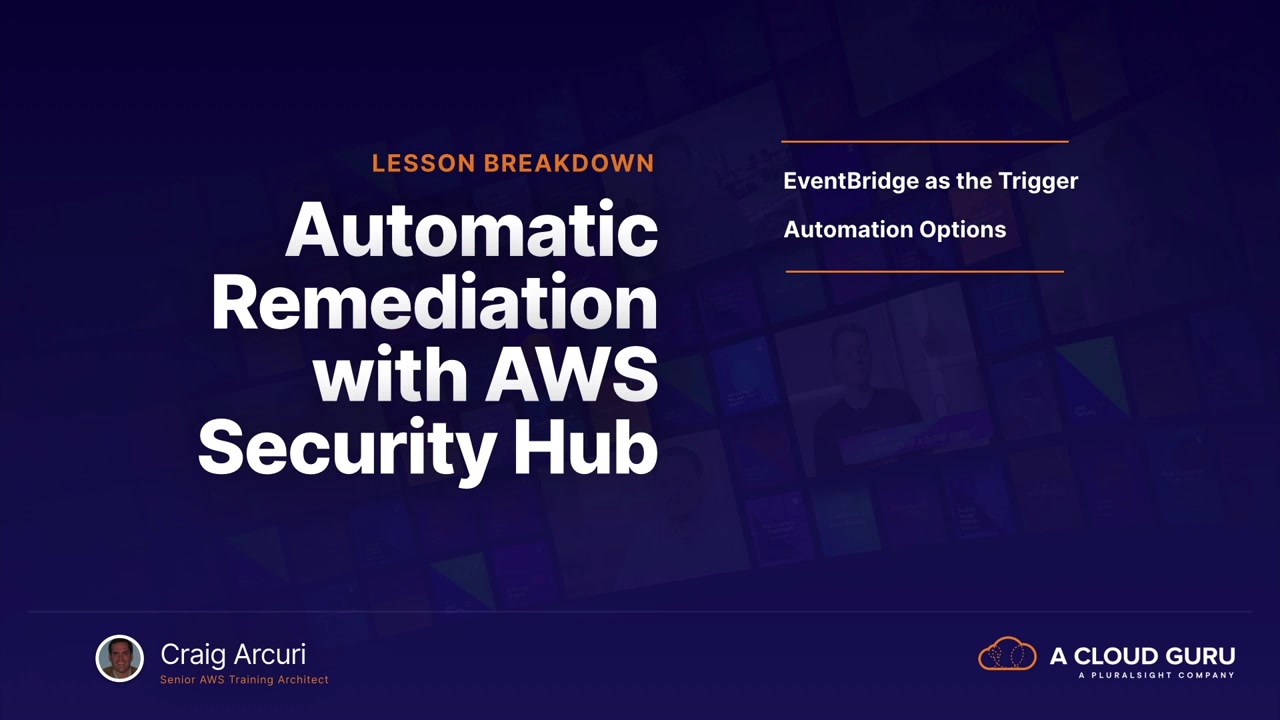 LESSON BREAKDOWN
Automatic
Remediation
with AWS
Security Hub
EventBridge as the Trigger
Automation Options
Craig Arcuri
Senior AWS Training Architect
A CLOUD GURU
A PLURALSIGHT COMPANY